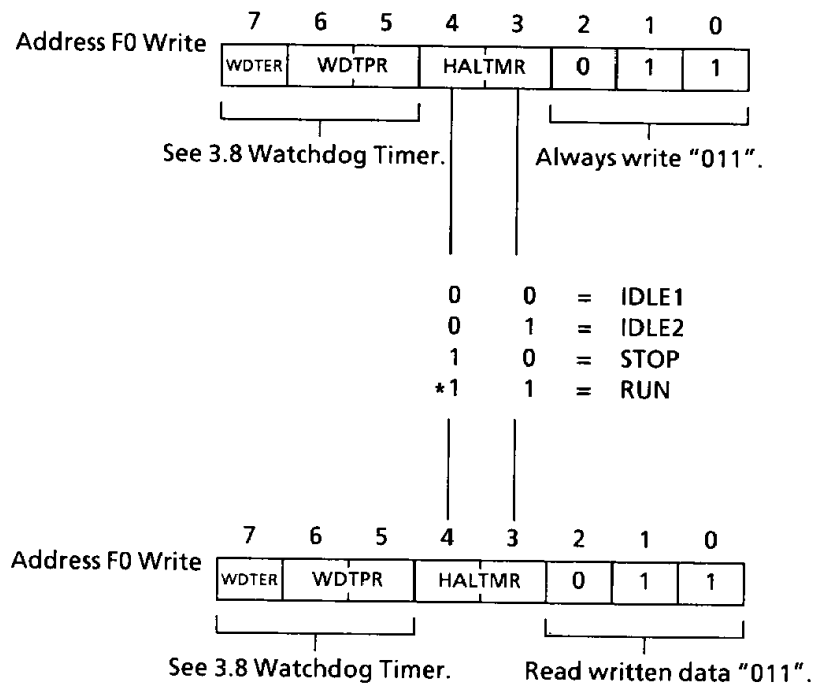 7 6 5 4 3 2 1 0
Address F0 Write WDTER WDTPR HALTMR 0 1 1
See 3.8 Watchdog Timer. Always write "011".
0 0 = IDLE1
0 1 = IDLE2
1 0 = STOP
*1 1 = RUN
7 6 5 4 3 2 1 0
Address F0 Write WDTER WDTPR HALTMR 0 1 1
See 3.8 Watchdog Timer. Read written data "011".